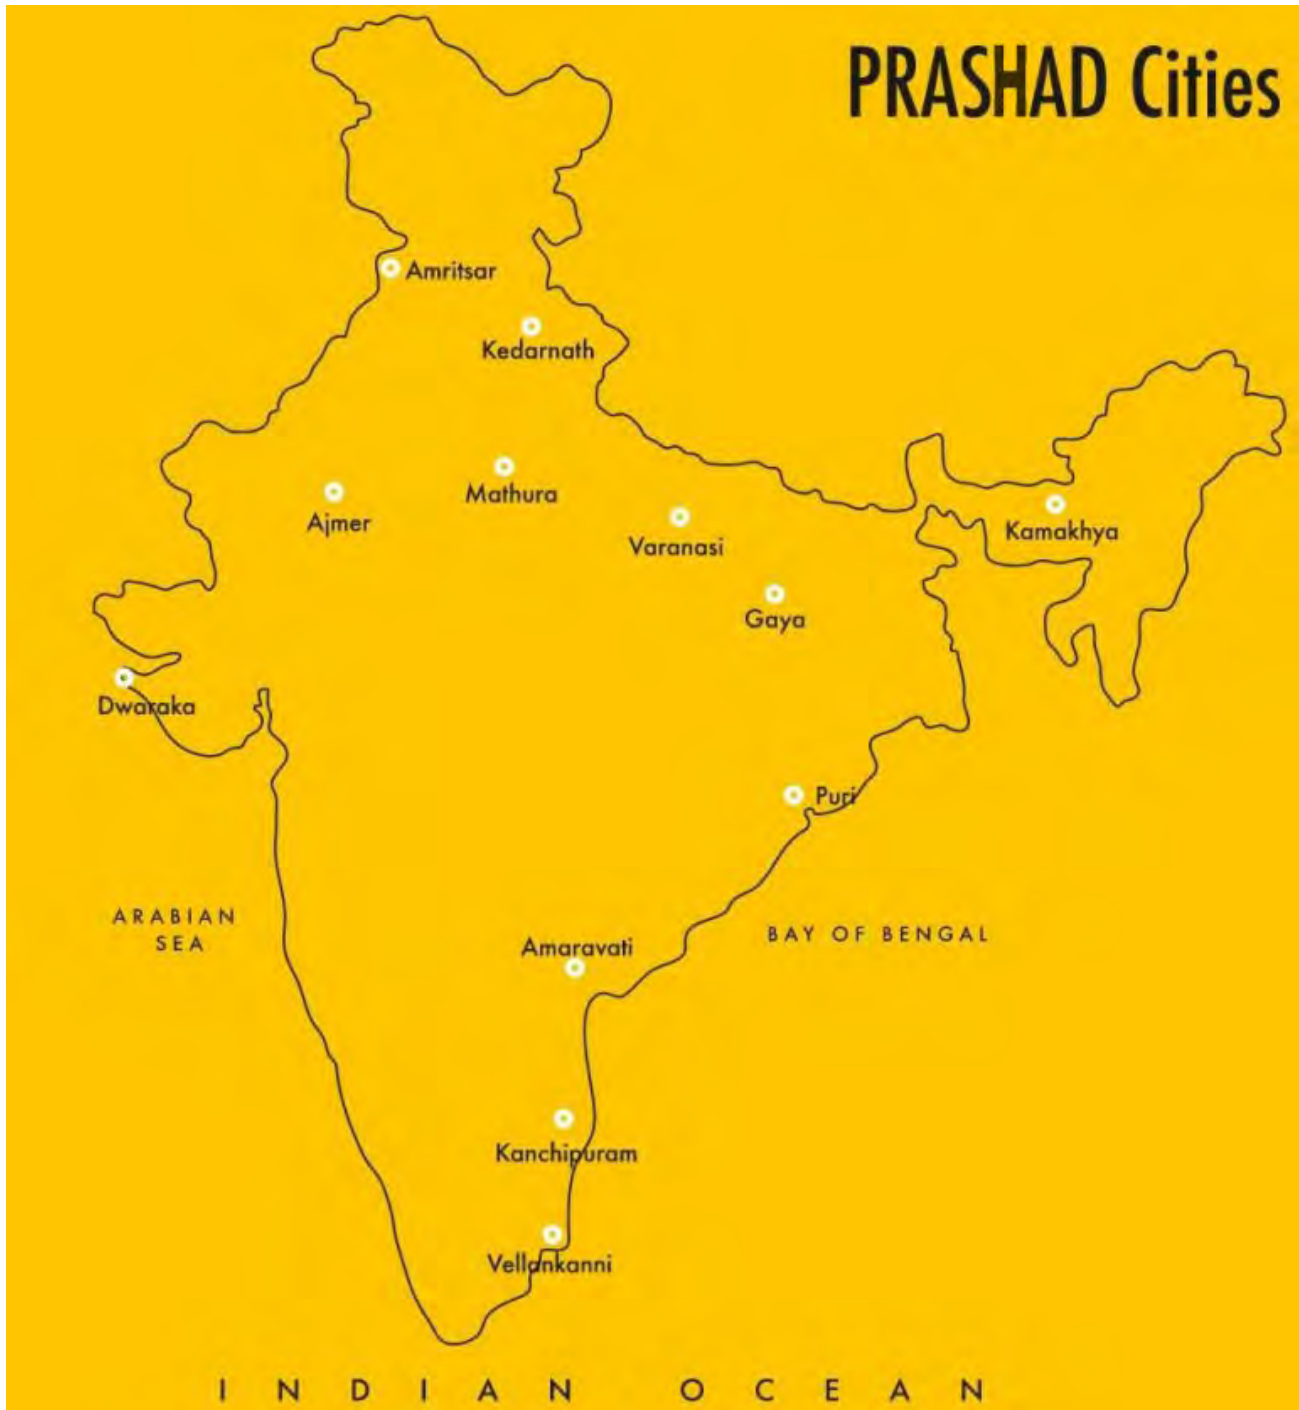 PRASHAD Cities
Amritsar
Kedarnath
Mathura
Ajmer
Varanasi
Kamakhya
Gaya
Dwaraka
Puri
ARABIAN
SEA
BAY OF BENGAL
Amaravati
Kanchipuram
Vellankanni
INDIAN OCEAN